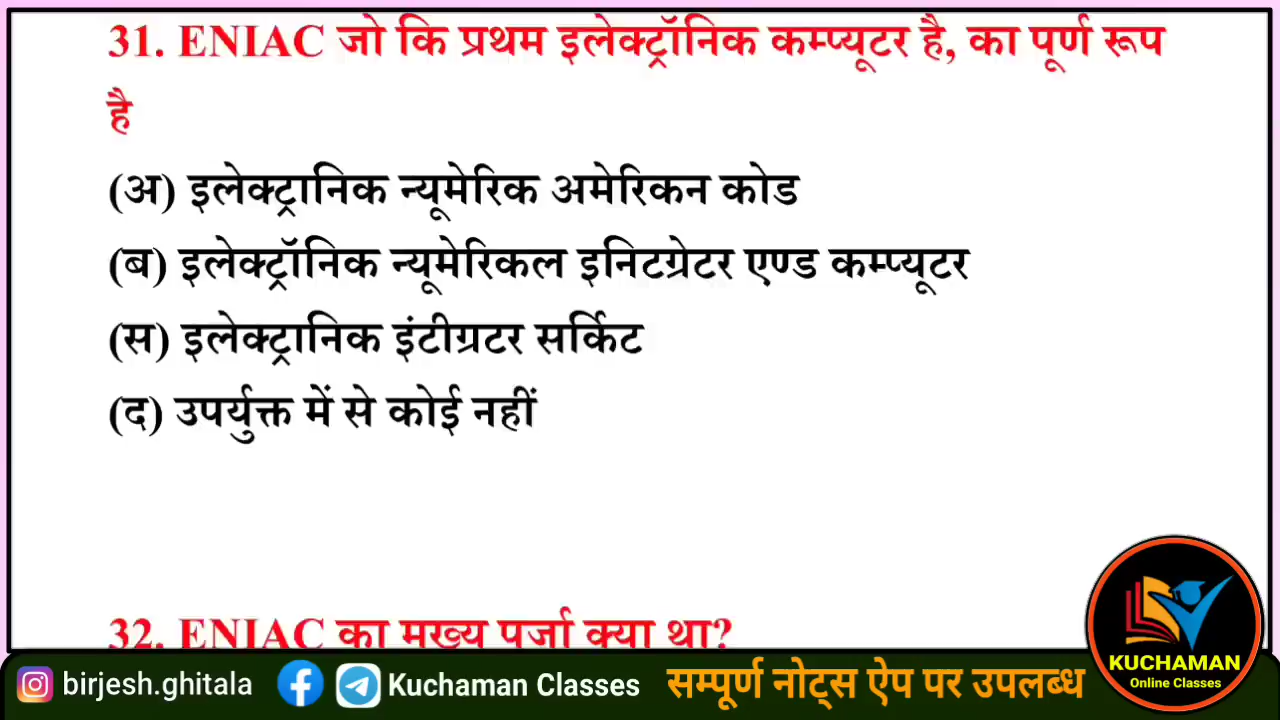 31. ENIAC जो कि प्रथम इलेक्ट्रॉनिक कम्प्यूटर है, का पूर्ण रूप
है
(अ) इलेक्ट्रानिक न्यूमेरिक अमेरिकन कोड
(ब) इलेक्ट्रॉनिक न्यूमेरिकल इनिटग्रेटर एण्ड कम्प्यूटर
(स) इलेक्ट्रानिक इंटीग्रटर सर्किट
(द) उपर्युक्त में से कोई नहीं
32. ENIAC का मुख्य पुर्जा क्या था?
birjesh.ghitala Kuchaman Classes सम्पूर्ण नोट्स ऐप पर उपलब्ध
KUCHAMAN
Online Classes